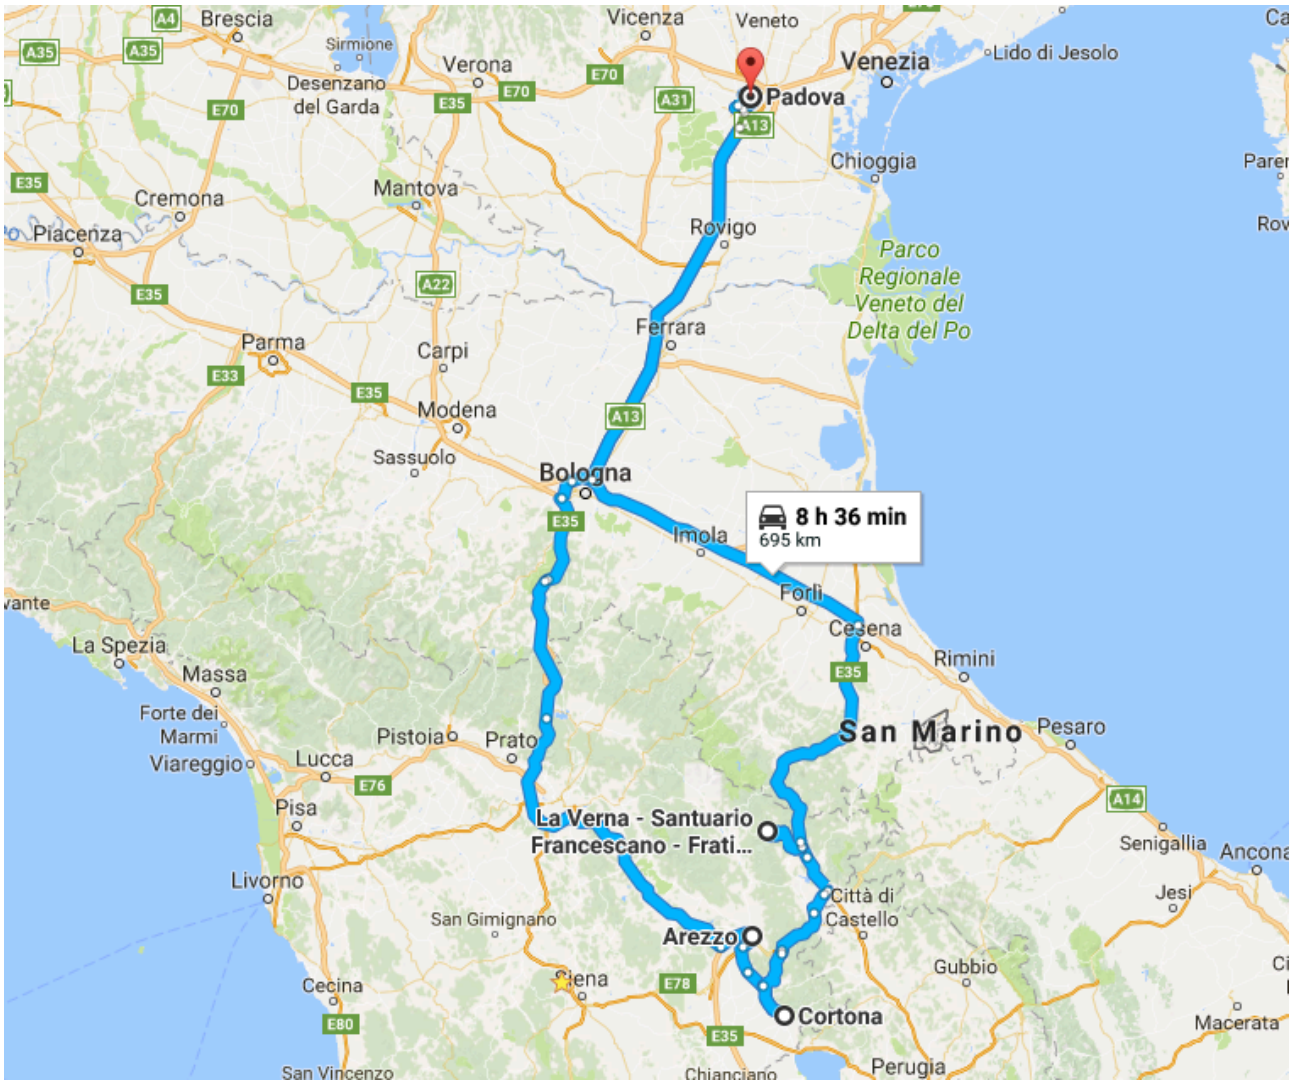 A4
Brescia
Vicenza
Veneto
E70
Ca
A35
A35
Sirmione
Verona
Venezia
Lido di Jesolo
Desenzano
del Garda
E70
E35
E70
E70
A31
Padova
A13
Chioggia
Paren
E35
Cremona
Mantova
Rov
Po
Piacenza
Rovigo
Parco
Regionale
Veneto del
Delta del Po
E35
A22
Ferrara
Parma
Carpi
E33
E35
Modena
A13
Sassuolo
Bologna
E35
Imola
8 h 36 min
695 km
Forlì
vante
Cesena
La Spezia
Massa
E35
Rimini
Forte dei
Marmi
Pistoia
Prato
San Marino
Pesaro
Viareggio
Lucca
E76
A14
Pisa
La Verna - Santuario
Francescano - Frati...
Senigallia
Ancona
Livorno
Città di
Castello
Jesi
San Gimignano
Arezzo
Siena
E78
Gubbio
Ci
Cecina
Cortona
E80
E35
Macerata
San Vincenzo
Chianciano
Perugia